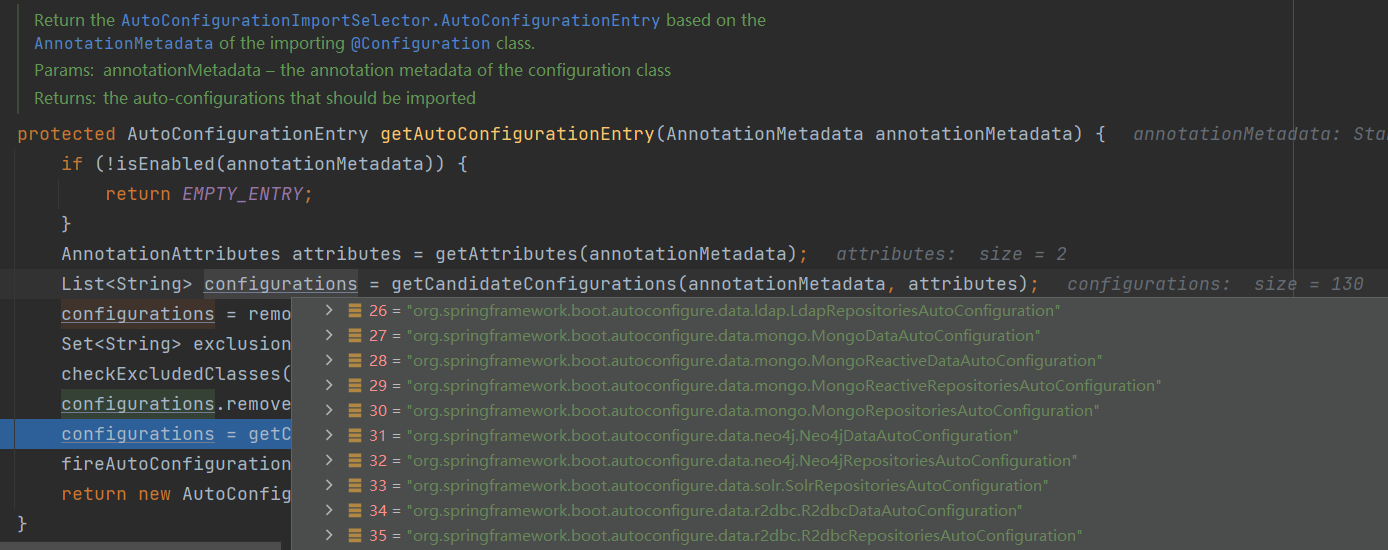 Return the AutoConfigurationImportSelector.AutoConfigurationEntry based on the
AnnotationMetadata of the importing @Configuration class.
Params: annotationMetadata – the annotation metadata of the configuration class
Returns: the auto-configurations that should be imported
protected AutoConfigurationEntry getAutoConfigurationEntry(AnnotationMetadata annotationMetadata) { annotationMetadata: Sta
if (!isEnabled(annotationMetadata)) {
return EMPTY_ENTRY;
}
AnnotationAttributes attributes = getAttributes(annotationMetadata); attributes: size = 2
List<String> configurations = getCandidateConfigurations(annotationMetadata, attributes); configurations: size = 130
configurations = remo
26 = "org.springframework.boot.autoconfigure.data.ldap.LdapRepositoriesAutoConfiguration"
Set<String> exclusion
27 = "org.springframework.boot.autoconfigure.data.mongo.MongoDataAutoConfiguration"
28 = "org.springframework.boot.autoconfigure.data.mongo.MongoReactiveDataAutoConfiguration"
checkExcludedClasses(
29 = "org.springframework.boot.autoconfigure.data.mongo.MongoReactiveRepositoriesAutoConfiguration"
configurations.remove
30 = "org.springframework.boot.autoconfigure.data.mongo.MongoRepositoriesAutoConfiguration"
configurations = getC
31 = "org.springframework.boot.autoconfigure.data.neo4j.Neo4jDataAutoConfiguration"
fireAutoConfiguration
32 = "org.springframework.boot.autoconfigure.data.neo4j.Neo4jRepositoriesAutoConfiguration"
33 = "org.springframework.boot.autoconfigure.data.solr.SolrRepositoriesAutoConfiguration"
return new AutoConfig
34 = "org.springframework.boot.autoconfigure.data.r2dbc.R2dbcDataAutoConfiguration"
}
35 = "org.springframework.boot.autoconfigure.data.r2dbc.R2dbcRepositoriesAutoConfiguration"